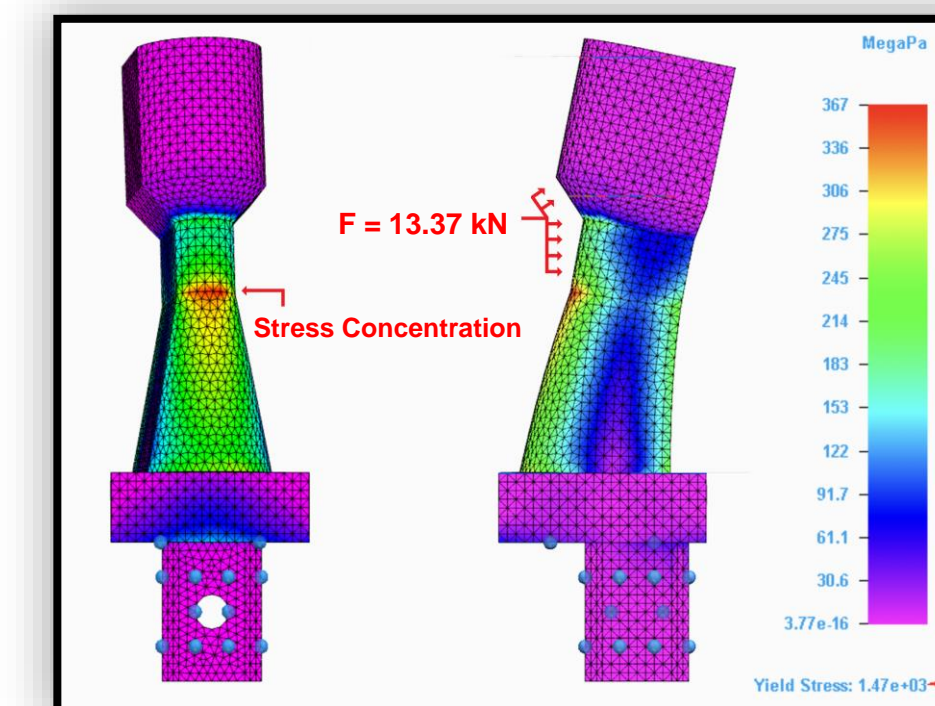 MegaPa
367
336
306
F = 13.37 kN
275
245
Stress Concentration
214
183
153
122
91.7
61.1
30.6
3.77e-16
Yield Stress: 1.47e+03